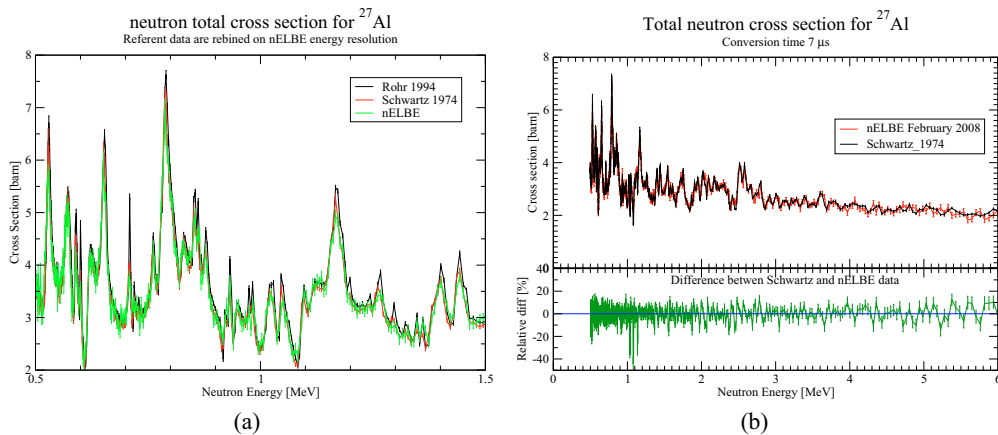 neutron total cross section for ²⁷Al
Referent data are rebined on nELBE energy resolution
Rohr 1994
Schwartz 1974
nELBE
8
7
6
5
4
3
2
Cross Section [barn]
0.5
1
1.5
Neutron Energy [MeV]
(a)
Total neutron cross section for ²⁷Al
Conversion time 7 μs
nELBE February 2008
Schwartz_1974
8
6
4
2
0
Cross section [barn]
Difference betwen Schwartz and nELBE data
40
20
0
-20
-40
Relative diff [%]
0
1
2
3
4
5
6
Neutron Energy [MeV]
(b)